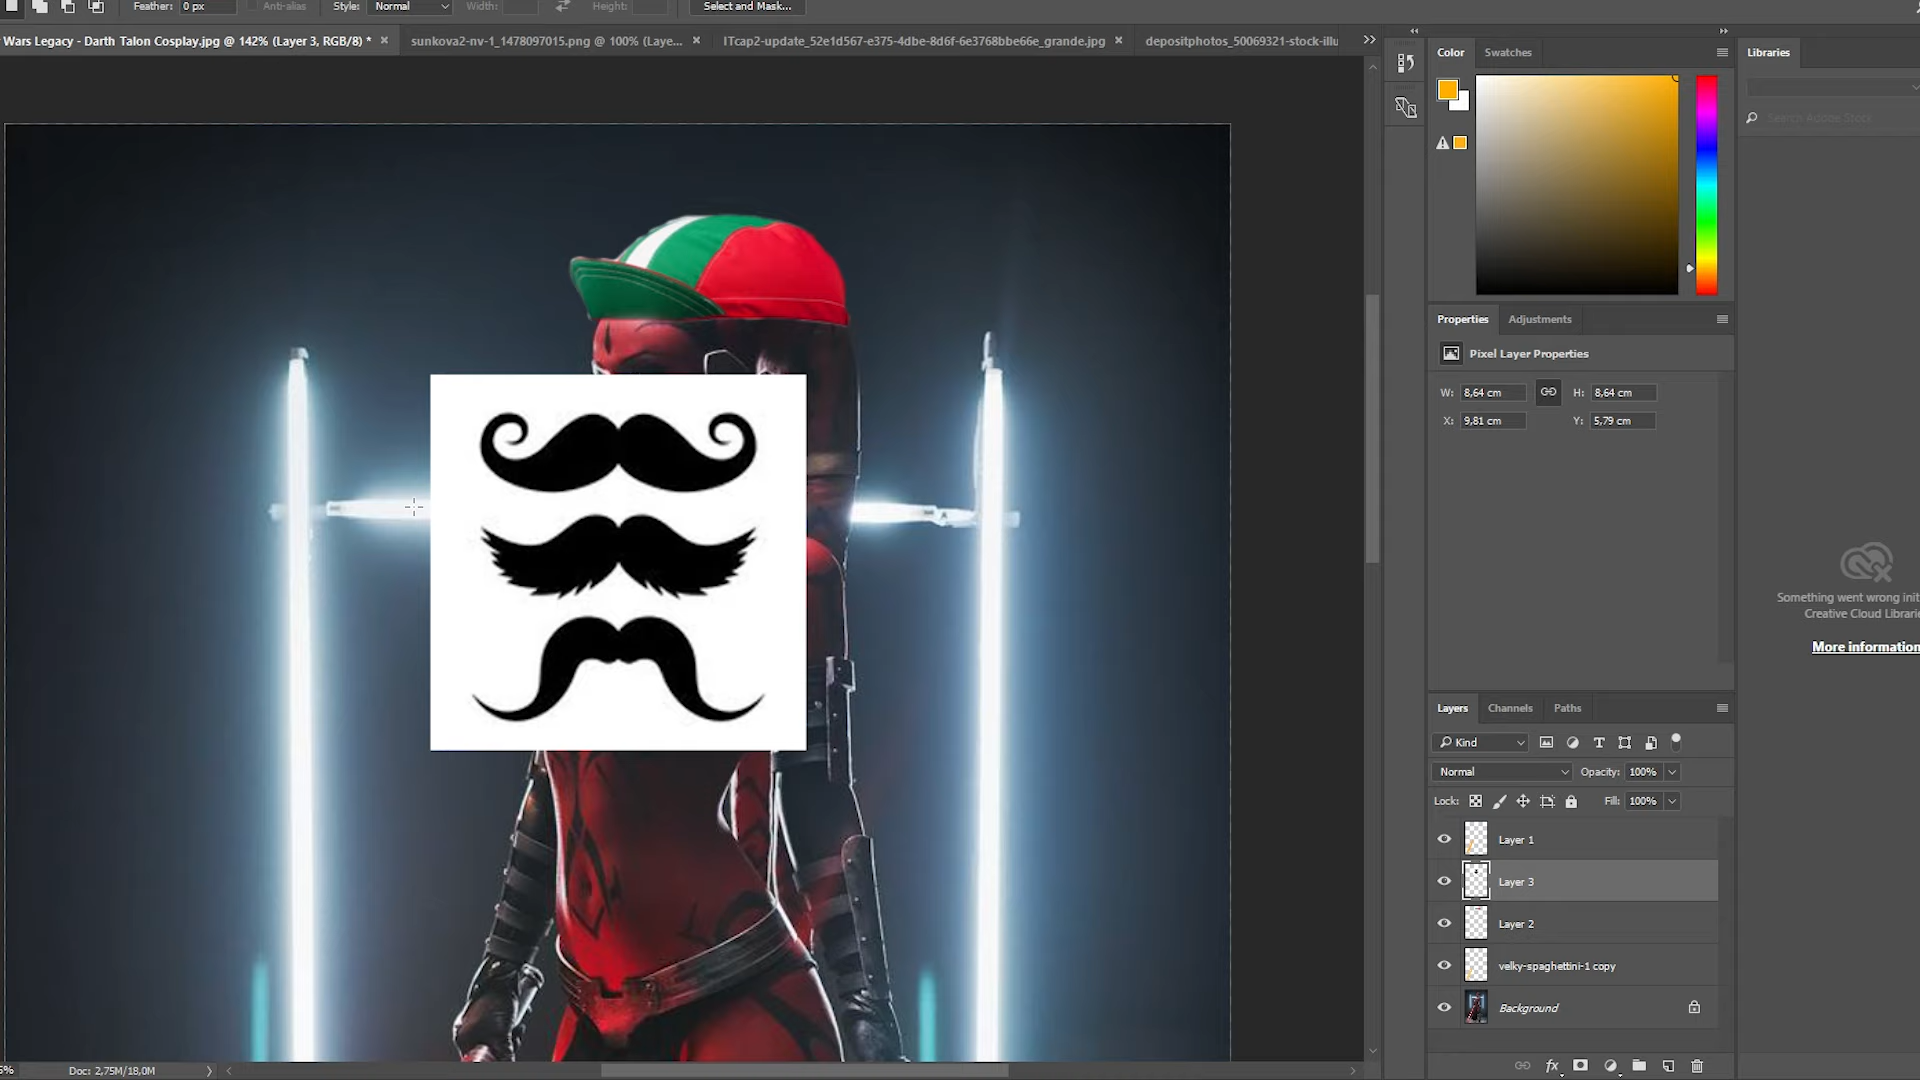 Feather: 0 px Anti-alias Style: Normal Width: Height: Select and Mask...
Wars Legacy - Darth Talon Cosplay.jpg @ 142% (Layer 3, RGB/8) * × sunkova2-nv-1_1478097015.png @ 100% (Laye... × ITcap2-update_52e1d567-e375-4dbe-8d6f-6e3768bbe66e_grande.jpg × depositphotos_50069321-stock-illu
Color Swatches
Libraries
Search Adobe Stock
Properties Adjustments
Pixel Layer Properties
W: 8,64 cm H: 8,64 cm
X: 9,81 cm Y: 5,79 cm
Something went wrong init
Creative Cloud Librarie
More information
Layers Channels Paths
Kind
Normal Opacity: 100%
Lock: Fill: 100%
Layer 1
Layer 3
Layer 2
velky-spaghettini-1 copy
Background
fx
Doc: 2,75M/18,0M